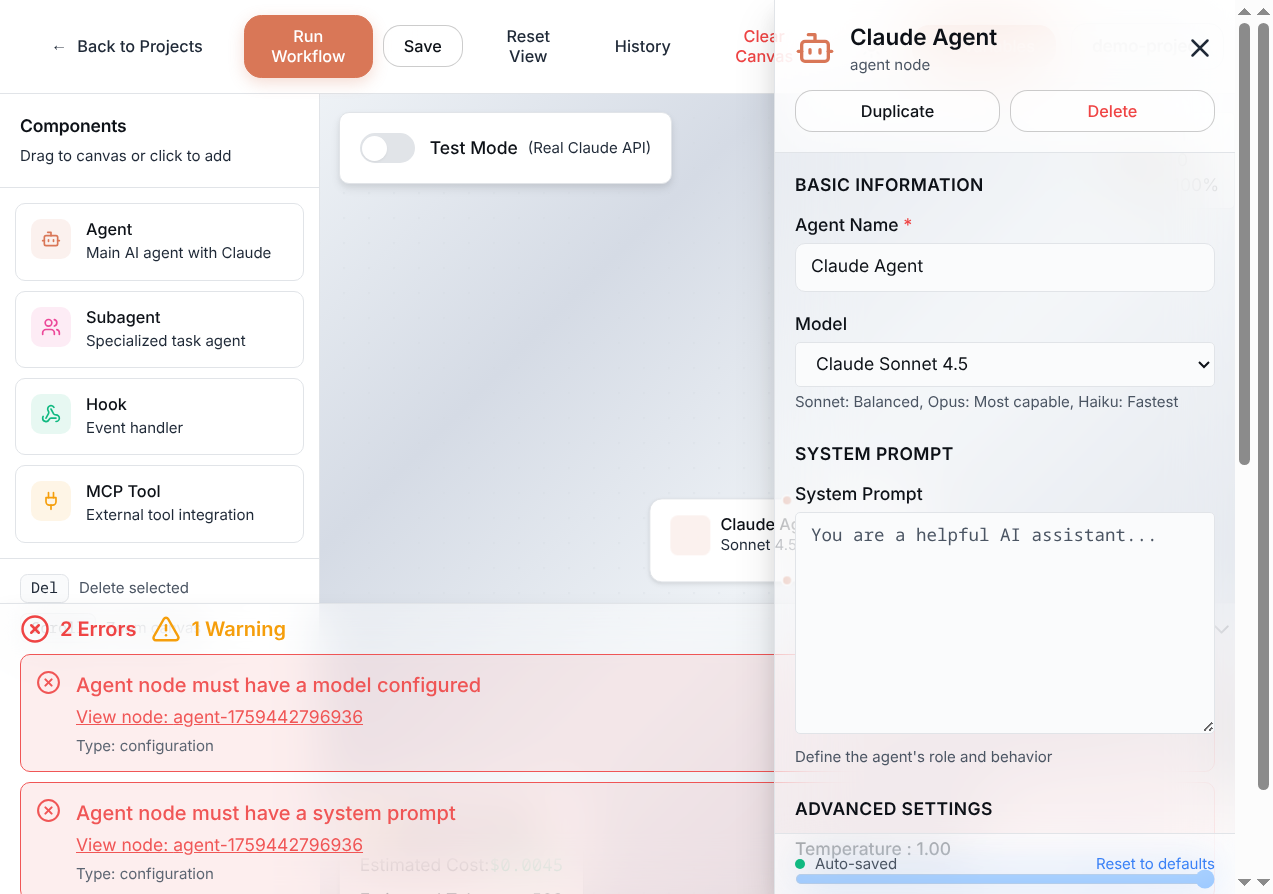 ← Back to Projects
Run
Workflow
Save
Reset
View
History
Clear
Canvas
Components
Drag to canvas or click to add
Agent
Main AI agent with Claude
Subagent
Specialized task agent
Hook
Event handler
MCP Tool
External tool integration
Del Delete selected
Test Mode (Real Claude API)
Claude Ag
Sonnet 4.5
2 Errors 1 Warning
Agent node must have a model configured
View node: agent-1759442796936
Type: configuration
Agent node must have a system prompt
View node: agent-1759442796936
Type: configuration
Estimated Cost:$0.0045
Claude Agent
agent node
Duplicate
Delete
BASIC INFORMATION
Agent Name *
Claude Agent
Model
Claude Sonnet 4.5
Sonnet: Balanced, Opus: Most capable, Haiku: Fastest
SYSTEM PROMPT
System Prompt
You are a helpful AI assistant...
Define the agent's role and behavior
ADVANCED SETTINGS
Temperature : 1.00
Auto-saved
Reset to defaults